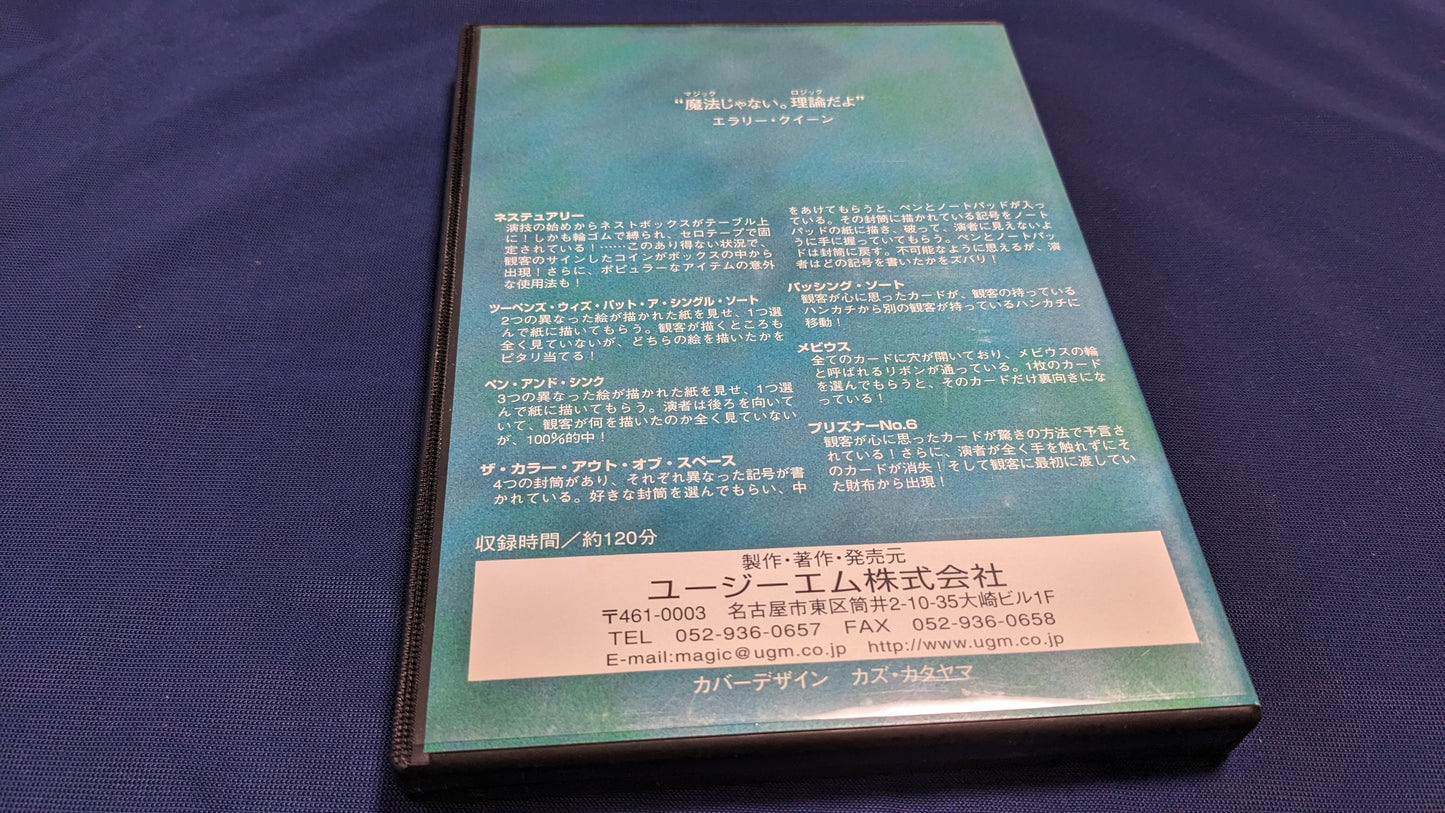 マジック ロジック
“魔法じゃない。理論だよ”
エラリー・クイーン
ネステュアリー
演技の始めからネストボックスがテーブル上
に！しかも輪ゴムで縛られ、セロテープで固
定されている！……このあり得ない状況で、
観客のサインしたコインがボックスの中から
出現！さらに、ポピュラーなアイテムの意外
な使用法も！
ツーペンズ・ウィズ・バット・ア・シングル・ソート
2つの異なった絵が描かれた紙を見せ、1つ選
んで紙に描いてもらう。観客が描くところも
全く見ていないが、どちらの絵を描いたかを
ピタリ当てる！
ペン・アンド・シンク
3つの異なった絵が描かれた紙を見せ、1つ選
んで紙に描いてもらう。演者は後ろを向いて
いて、観客が何を描いたのか全く見ていない
が、100％的中！
ザ・カラー・アウト・オブ・スペース
4つの封筒があり、それぞれ異なった記号が書
かれている。好きな封筒を選んでもらい、中
をあけてもらうと、ペンとノートパッドが入っ
ている。その封筒に描かれている記号をノート
パッドの紙に描き、破って、演者に見えないよ
うに手に握っていてもらう。ペンとノートパッ
ドは封筒に戻す。不可能なように思えるが、演
者はどの記号を書いたかをズバリ！
パッシング・ソート
観客が心に思ったカードが、観客の持っている
ハンカチから別の観客が持っているハンカチに
移動！
メビウス
全てのカードに穴が開いており、メビウスの輪
と呼ばれるリボンが通っている。1枚のカード
を選んでもらうと、そのカードだけ裏向きにな
っている！
プリズナーNo.6
観客が心に思ったカードが驚きの方法で予言さ
れている！さらに、演者が全く手を触れずにそ
のカードが消失！そして観客に最初に渡してい
た財布から出現！
収録時間／約120分
製作・著作・発売元
ユージーエム株式会社
〒461-0003 名古屋市東区筒井2-10-35大崎ビル1F
TEL 052-936-0657 FAX 052-936-0658
E-mail:magic@ugm.co.jp http://www.ugm.co.jp
カバーデザイン カズ・カタヤマ